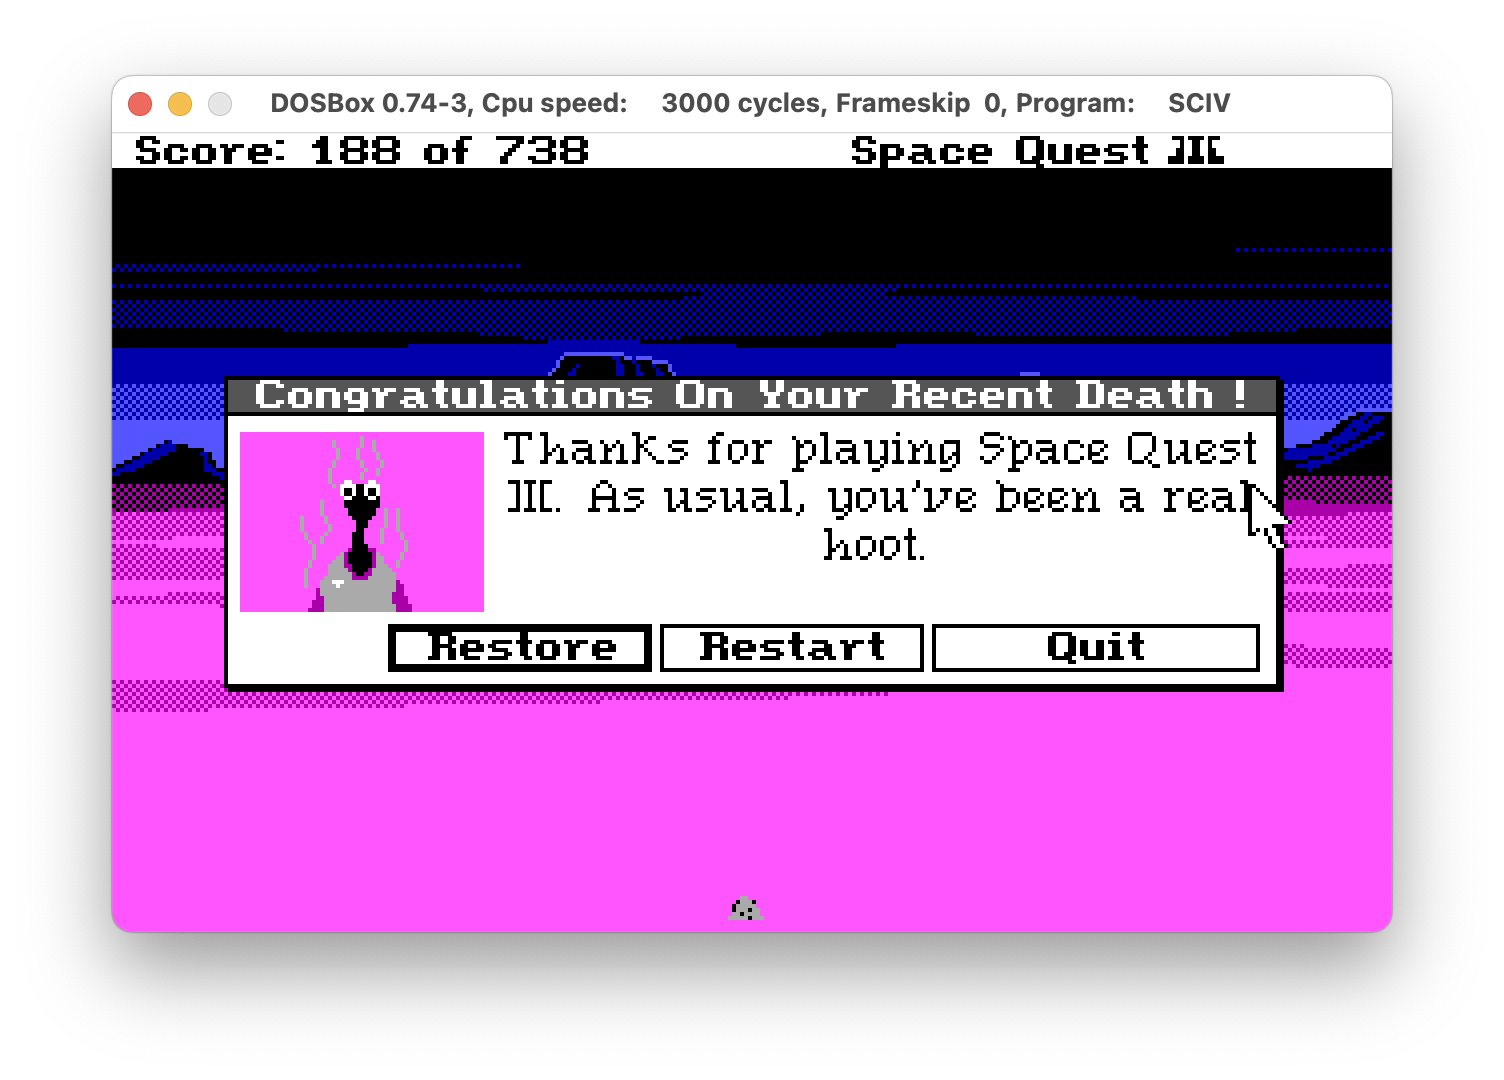 DOSBox 0.74-3, Cpu speed: 3000 cycles, Frameskip 0, Program: SCIV
Score: 188 of 738 Space Quest III
Congratulations On Your Recent Death !
Thanks for playing Space Quest
III. As usual, you've been a real
hoot.
Restore Restart Quit